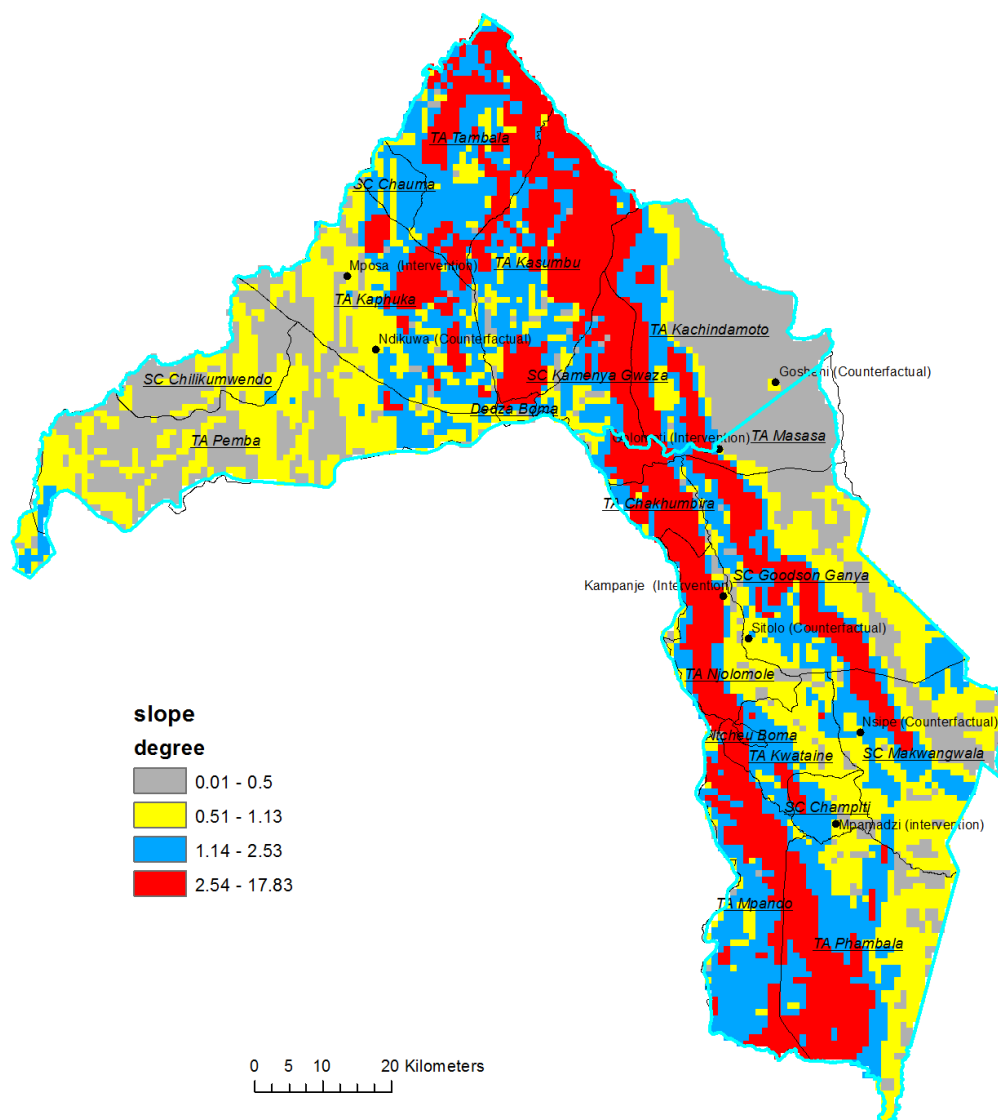 TA Tambala
SC Chauma
TA Kasumbu
Mposa (Intervention)
TA Kaphuka
TA Kachindamoto
Ndikuwa (Counterfactual)
SC Chilikumwendo
SC Kamenya Gwaza
(Counterfactual)
Dedza Boma
TA Pemba
(Intervention)
TA Masasa
TA Chakhumbira
SC Goodson Ganya
Kampanje (Intervention)
Sitolo (Counterfactual)
TA Njolomole
Nsipe (Counterfactual)
Ntcheu Boma
TA Kwataine
SC Makwangwala
SC Champiti
Mpamadzi (intervention)
TA Mpando
TA Phambala
slope
degree
0.01 - 0.5
0.51 - 1.13
1.14 - 2.53
2.54 - 17.83
0 5 10 20 Kilometers